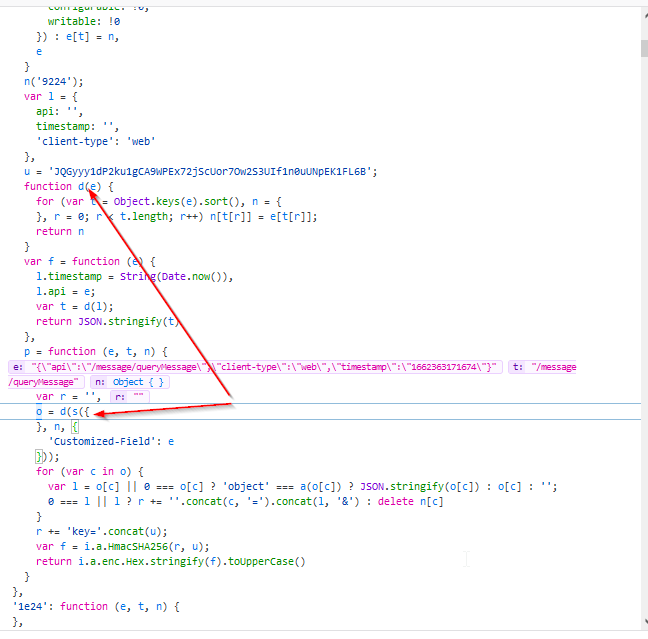 configurable: !0,
writable: !0
}) : e[t] = n,
e
}
n('9224');
var l = {
api: '',
timestamp: '',
'client-type': 'web'
},
u = 'JQGyyy1dP2ku1gCA9WPEx72jScUor7Ow2S3UIf1n0uUNpEK1FL6B';
function d(e) {
for (var t = Object.keys(e).sort(), n = {
}, r = 0; r < t.length; r++) n[t[r]] = e[t[r]];
return n
}
var f = function (e) {
l.timestamp = String(Date.now()),
l.api = e;
var t = d(l);
return JSON.stringify(t)
},
p = function (e, t, n) {
e: "{\"api\":\"/message/queryMessage\",\"client-type\":\"web\",\"timestamp\":\"1662363171674\"}" t: "/message
/queryMessage" n: Object { }
var r = '', r: ""
o = d(s({
}, n, {
'Customized-Field': e
}));
for (var c in o) {
var l = o[c] || 0 === o[c] ? 'object' === a(o[c]) ? JSON.stringify(o[c]) : o[c] : '';
0 === l || l ? r += ''.concat(c, '=').concat(l, '&') : delete n[c]
}
r += 'key='.concat(u);
var f = i.a.HmacSHA256(r, u);
return i.a.enc.Hex.stringify(f).toUpperCase()
}
},
'1e24': function (e, t, n) {
},